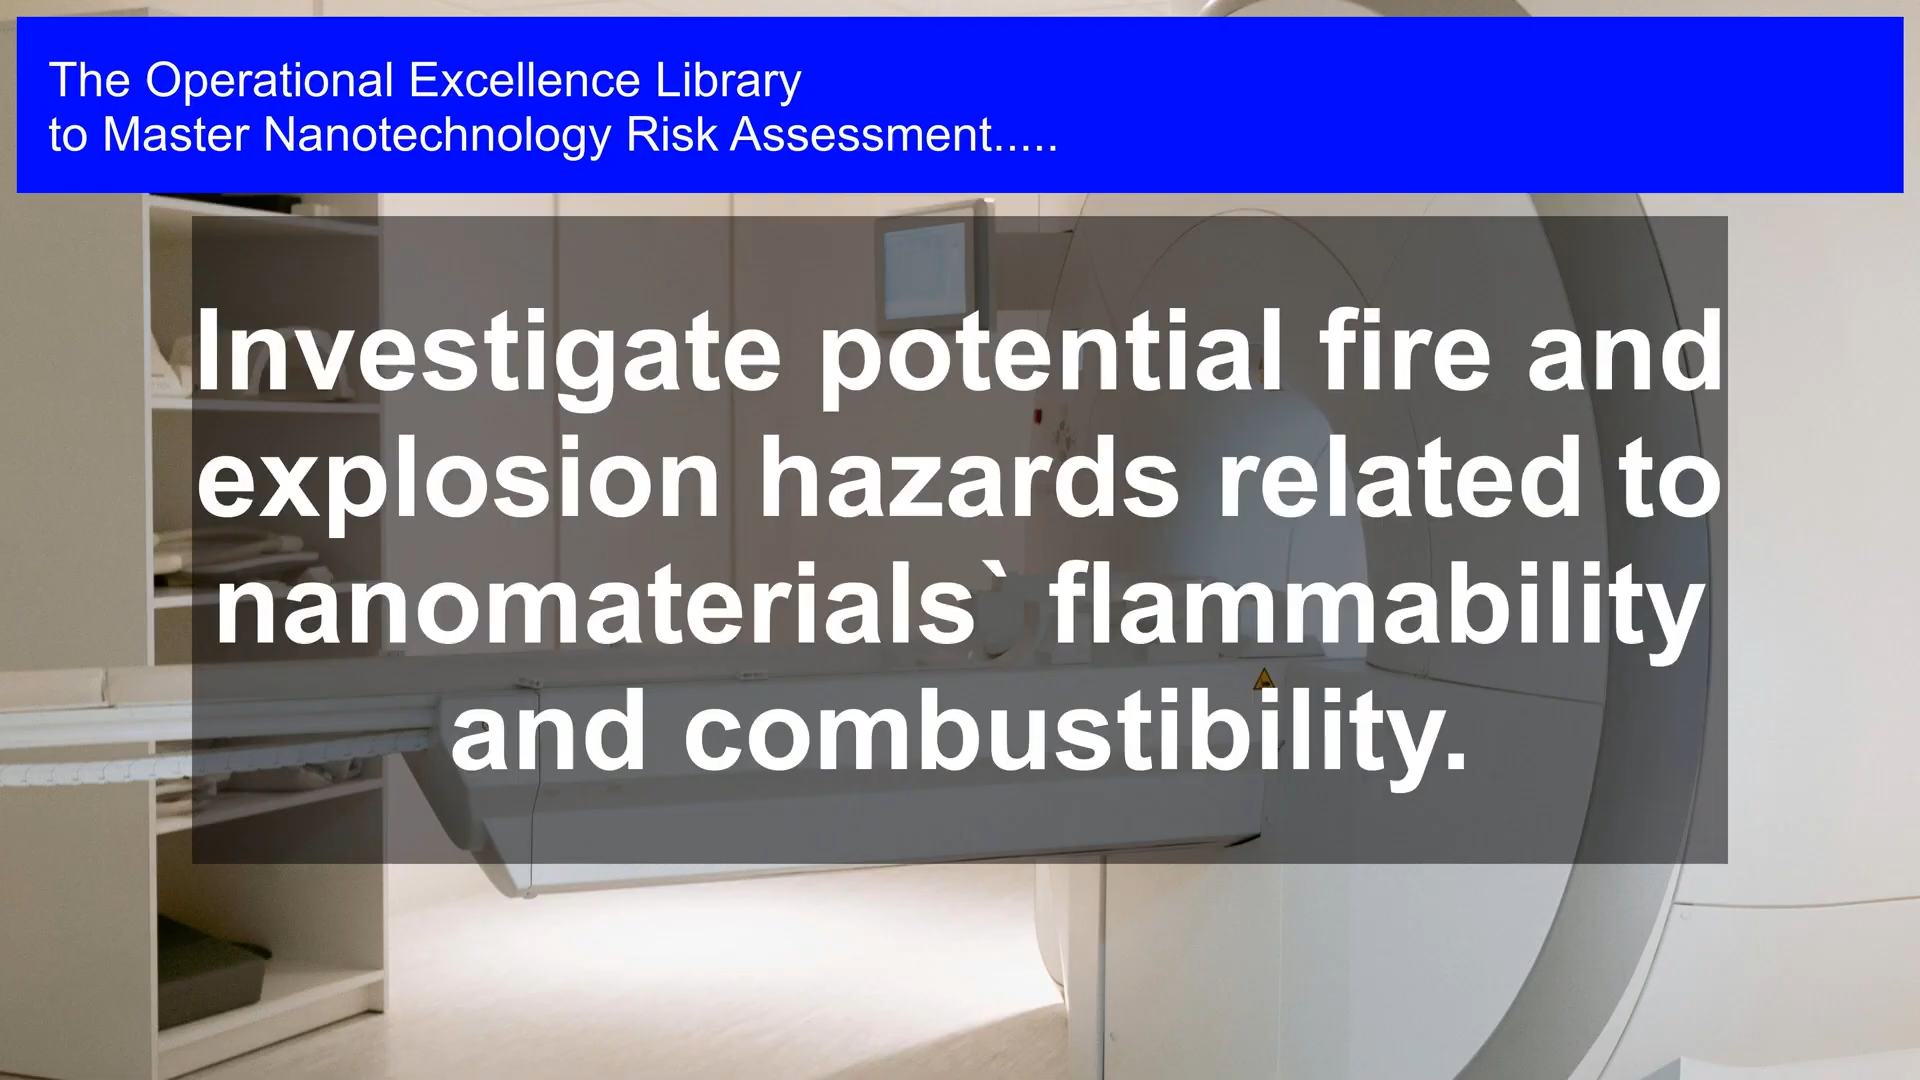 The Operational Excellence Library
to Master Nanotechnology Risk Assessment.....
Investigate potential fire and
explosion hazards related to
nanomaterials` flammability
and combustibility.